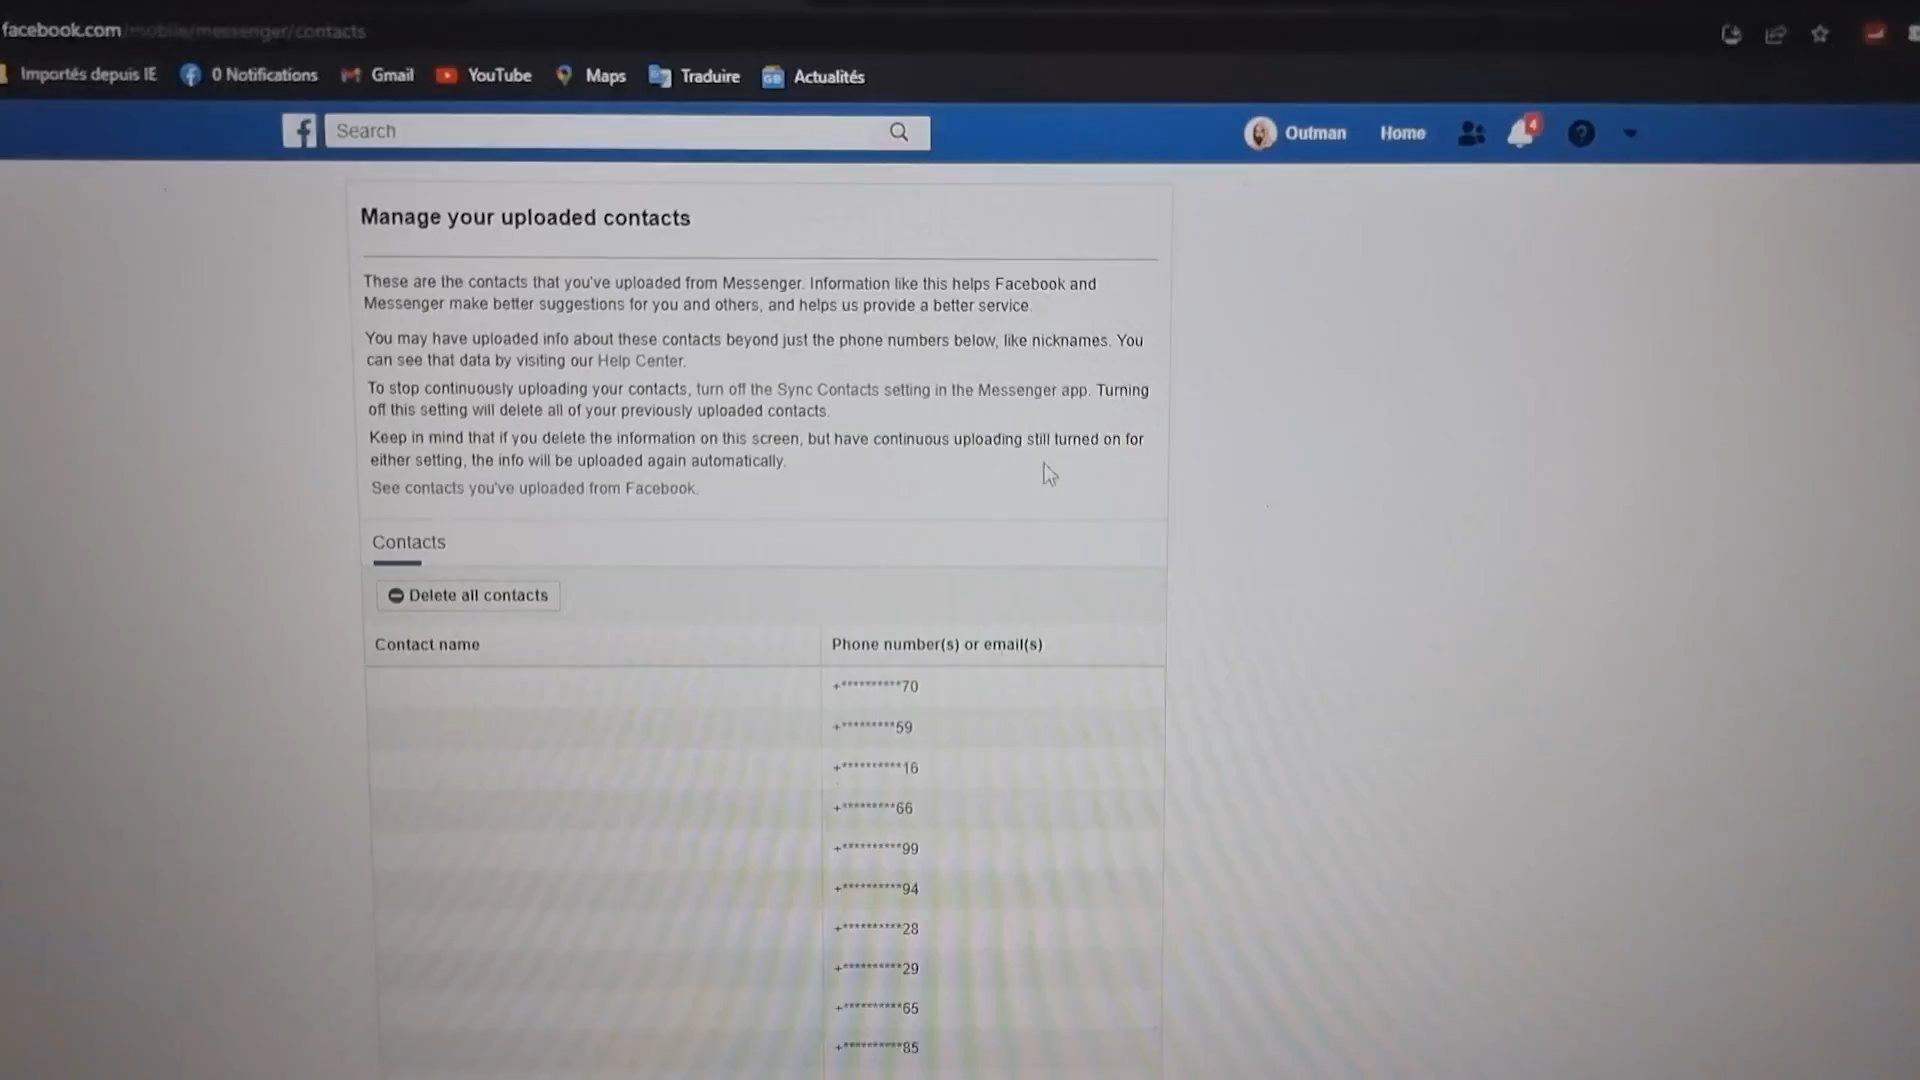 facebook.com/mobile/messenger/contacts
Importés depuis IE 0 Notifications Gmail YouTube Maps Traduire GB Actualités
Search Outman Home 4 ?
Manage your uploaded contacts
These are the contacts that you've uploaded from Messenger. Information like this helps Facebook and
Messenger make better suggestions for you and others, and helps us provide a better service.
You may have uploaded info about these contacts beyond just the phone numbers below, like nicknames. You
can see that data by visiting our Help Center.
To stop continuously uploading your contacts, turn off the Sync Contacts setting in the Messenger app. Turning
off this setting will delete all of your previously uploaded contacts.
Keep in mind that if you delete the information on this screen, but have continuous uploading still turned on for
either setting, the info will be uploaded again automatically.
See contacts you've uploaded from Facebook.
Contacts
Delete all contacts
Contact name Phone number(s) or email(s)
+**********70
+*********59
+**********16
+*********66
+**********99
+**********94
+**********28
+**********29
+**********65
+**********85